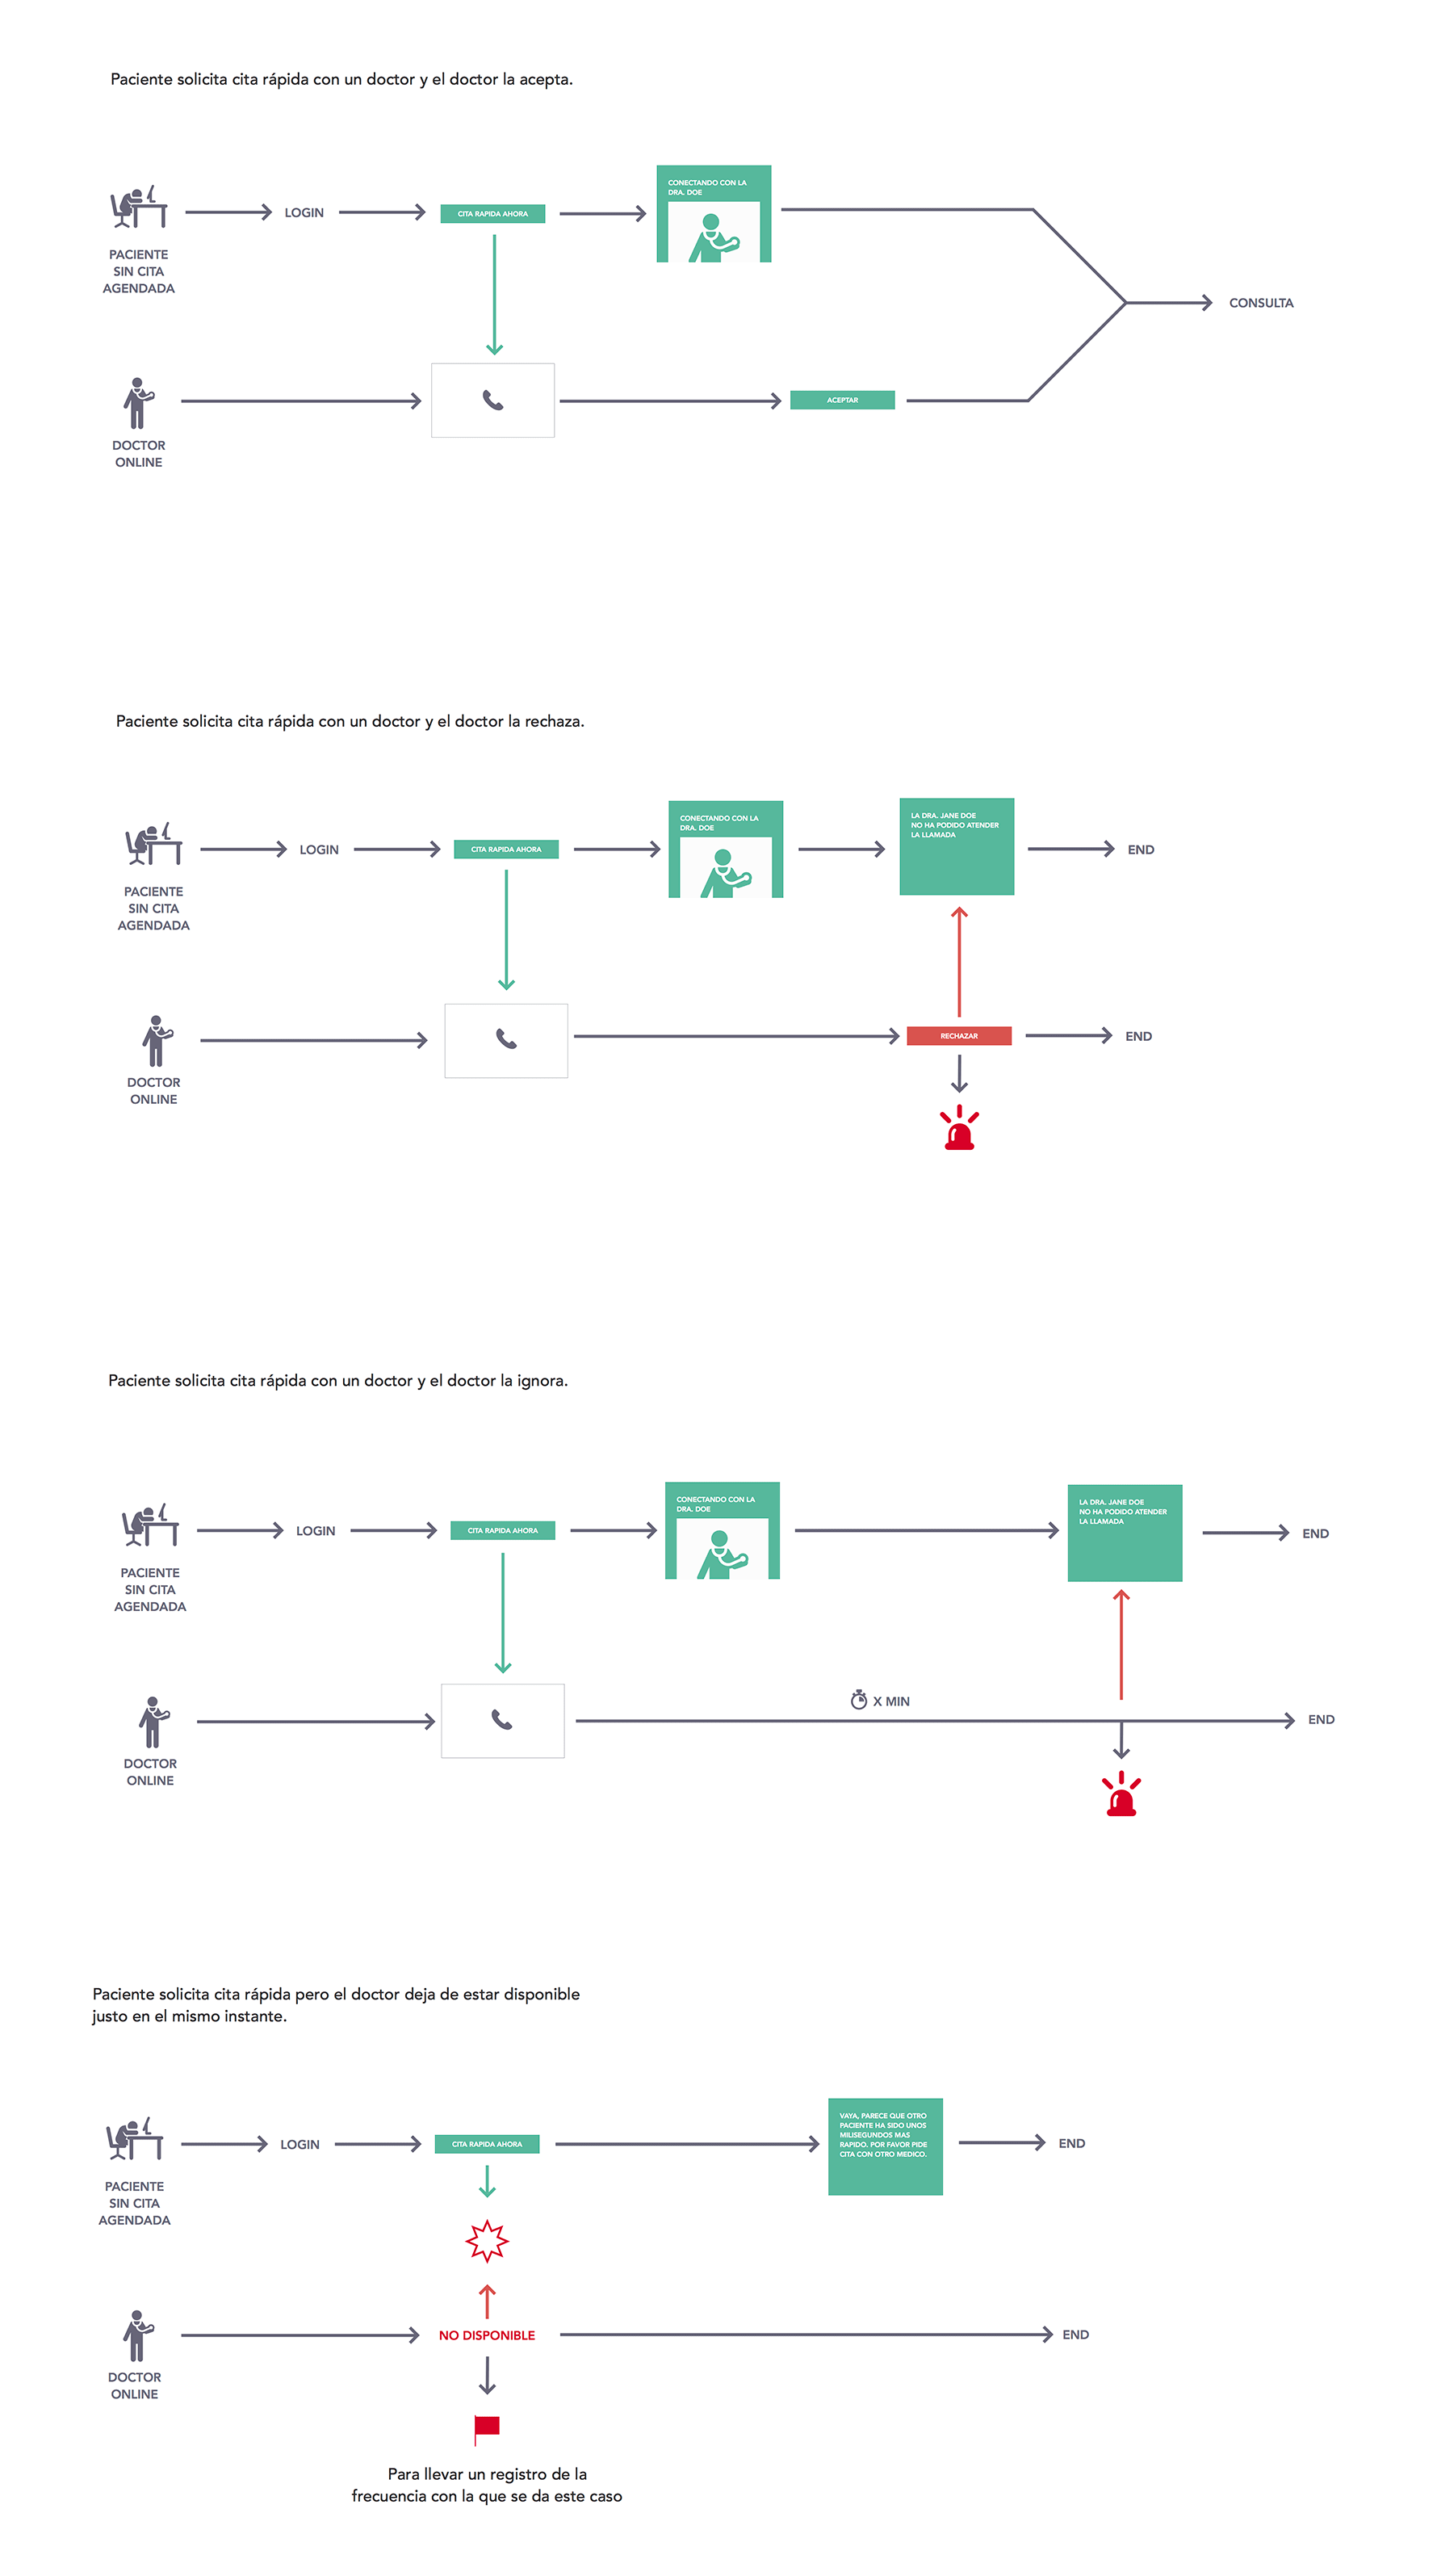 Paciente solicita cita rápida con un doctor y el doctor la acepta.
CONECTANDO CON LA
DRA. DOE
LOGIN
CITA RAPIDA AHORA
PACIENTE
SIN CITA
AGENDADA
CONSULTA
ACEPTAR
DOCTOR
ONLINE
Paciente solicita cita rápida con un doctor y el doctor la rechaza.
CONECTANDO CON LA
DRA. DOE
LA DRA. JANE DOE
NO HA PODIDO ATENDER
LA LLAMADA
LOGIN
CITA RAPIDA AHORA
END
PACIENTE
SIN CITA
AGENDADA
RECHAZAR
END
DOCTOR
ONLINE
Paciente solicita cita rápida con un doctor y el doctor la ignora.
CONECTANDO CON LA
DRA. DOE
LA DRA. JANE DOE
NO HA PODIDO ATENDER
LA LLAMADA
LOGIN
CITA RAPIDA AHORA
END
PACIENTE
SIN CITA
AGENDADA
X MIN
END
DOCTOR
ONLINE
Paciente solicita cita rápida pero el doctor deja de estar disponible
justo en el mismo instante.
VAYA, PARECE QUE OTRO
PACIENTE HA SIDO UNOS
MILISEGUNDOS MAS
RAPIDO. POR FAVOR PIDE
CITA CON OTRO MEDICO.
LOGIN
CITA RAPIDA AHORA
END
PACIENTE
SIN CITA
AGENDADA
NO DISPONIBLE
END
DOCTOR
ONLINE
Para llevar un registro de la
frecuencia con la que se da este caso